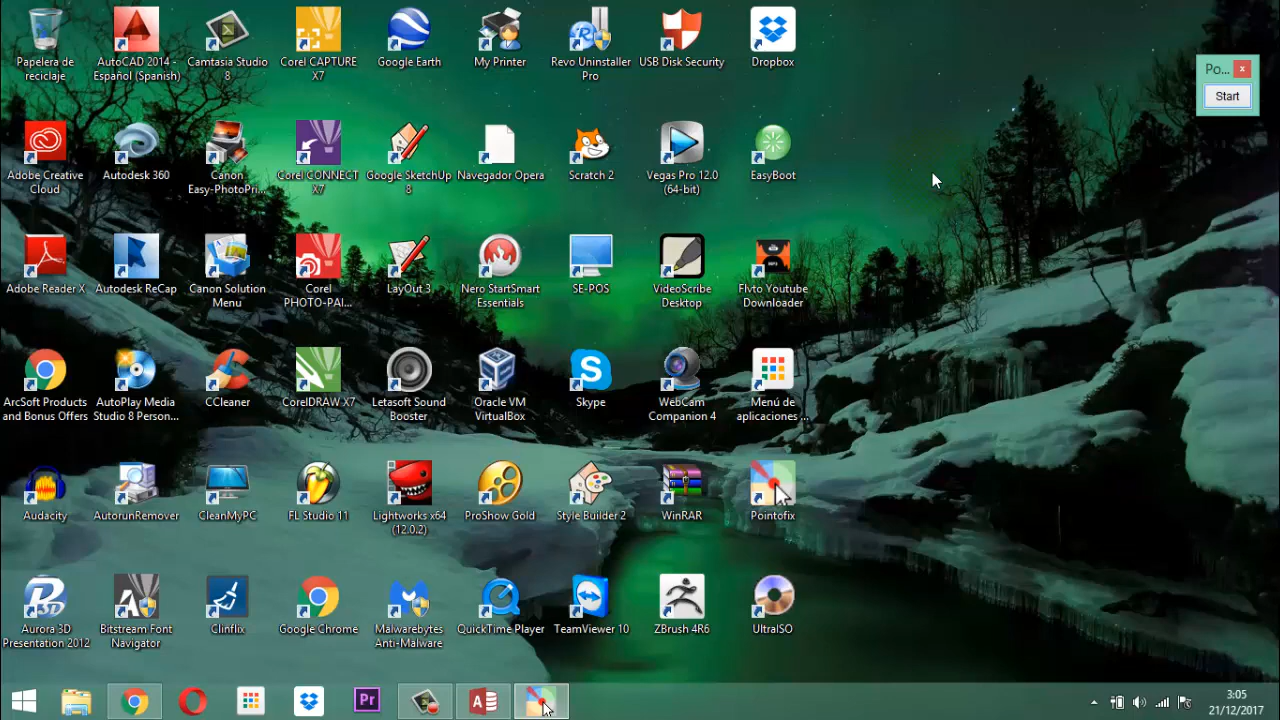 Papelera de
reciclaje
AutoCAD 2014 -
Español (Spanish)
Camtasia Studio
8
Corel CAPTURE
X7
Google Earth
My Printer
Revo Uninstaller
Pro
USB Disk Security
Dropbox
Po...
Start
Adobe Creative
Cloud
Autodesk 360
Canon
Easy-PhotoPri...
Corel CONNECT
X7
Google SketchUp
8
Navegador Opera
Scratch 2
Vegas Pro 12.0
(64-bit)
EasyBoot
Adobe Reader X
Autodesk ReCap
Canon Solution
Menu
Corel
PHOTO-PAI...
LayOut 3
Nero StartSmart
Essentials
SE-POS
VideoScribe
Desktop
Flvto Youtube
Downloader
ArcSoft Products
and Bonus Offers
AutoPlay Media
Studio 8 Person...
CCleaner
CorelDRAW X7
Letasoft Sound
Booster
Oracle VM
VirtualBox
Skype
WebCam
Companion 4
Menú de
aplicaciones ...
Audacity
AutorunRemover
CleanMyPC
FL Studio 11
Lightworks x64
(12.0.2)
ProShow Gold
Style Builder 2
WinRAR
Pointofix
Aurora 3D
Presentation 2012
Bitstream Font
Navigator
Clinflix
Google Chrome
Malwarebytes
Anti-Malware
QuickTime Player
TeamViewer 10
ZBrush 4R6
UltraISO
Pr
3:05
21/12/2017